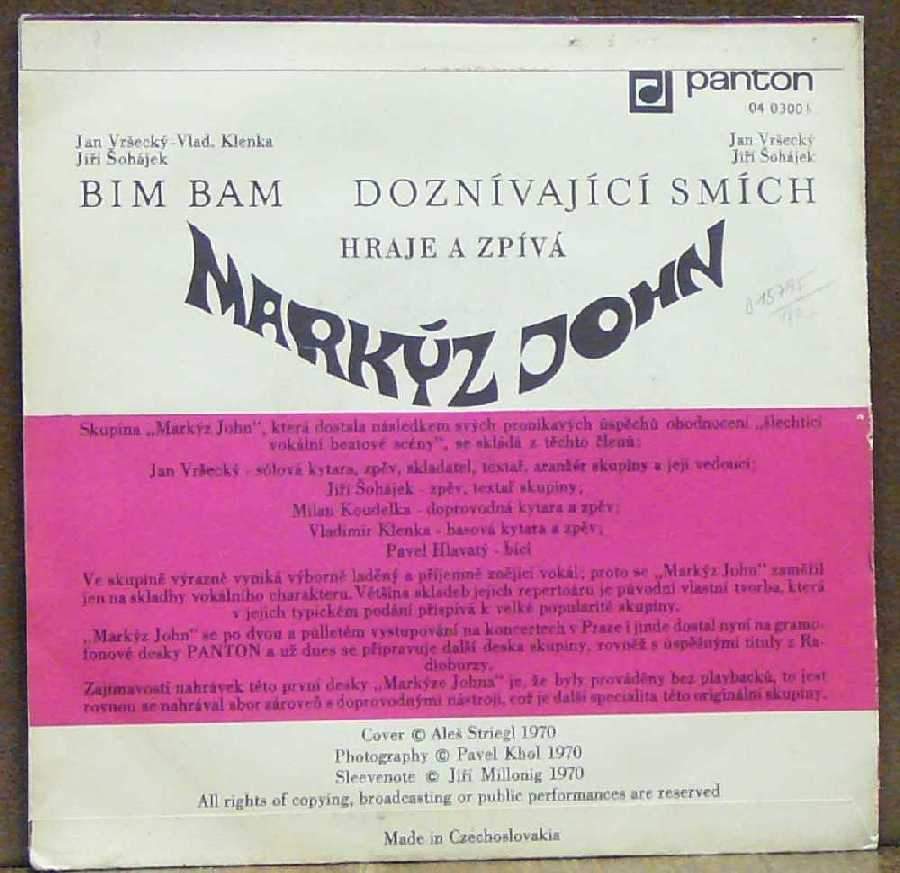 panton
04 0300
Jan Vršecký-Vlad. Klenka
Jiří Šohájek
BIM BAM
Jan Vršecký
Jiří Šohájek
DOZNÍVAJÍCÍ SMÍCH
HRAJE A ZPÍVÁ
MARKÝZ JOHN
Skupina „Markýz John“, která dostala následkem svých pronikavých úspěchů ohodnocení „šlechtici
vokální beatové scény“, se skládá z těchto členů:
Jan Vršecký - sólová kytara, zpěv, skladatel, textař, aranžér skupiny a její vedoucí;
Jiří Šohájek - zpěv, textař skupiny;
Milan Koudelka - doprovodná kytara a zpěv;
Vladimír Klenka - basová kytara a zpěv;
Pavel Hlavatý - bicí
Ve skupině výrazně vyniká výborně laděný a příjemně znějící vokál; proto se „Markýz John“ zaměřil
jen na skladby vokálního charakteru. Většina skladeb jejich repertoáru je původní vlastní tvorba, která
v jejich typickém podání přispívá k velké popularitě skupiny.
„Markýz John“ se po dvou a půlletém vystupování na koncertech v Praze i jinde dostal nyní na gramo-
fonové desky PANTON a už dnes se připravuje další deska skupiny, rovněž s úspěšnými tituly z Ra-
dioburzy.
Zajímavostí nahrávek této první desky „Markýze Johna“ je, že byly prováděny bez playbacků, to jest
rovnou se nahrával sbor zároveň s doprovodnými nástroji, což je další specialita této originální skupiny.
Cover © Aleš Striegl 1970
Photography © Pavel Khol 1970
Sleevenote © Jiří Millonig 1970
All rights of copying, broadcasting or public performances are reserved
Made in Czechoslovakia